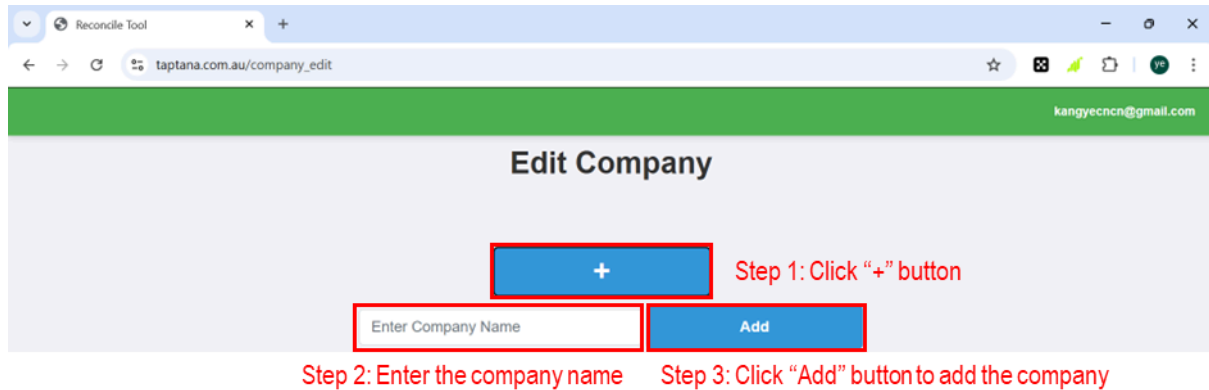 Reconcile Tool
taptana.com.au/company_edit
ye
kangyecncn@gmail.com
Edit Company
+
Step 1: Click “+” button
Enter Company Name
Add
Step 2: Enter the company name
Step 3: Click “Add” button to add the company